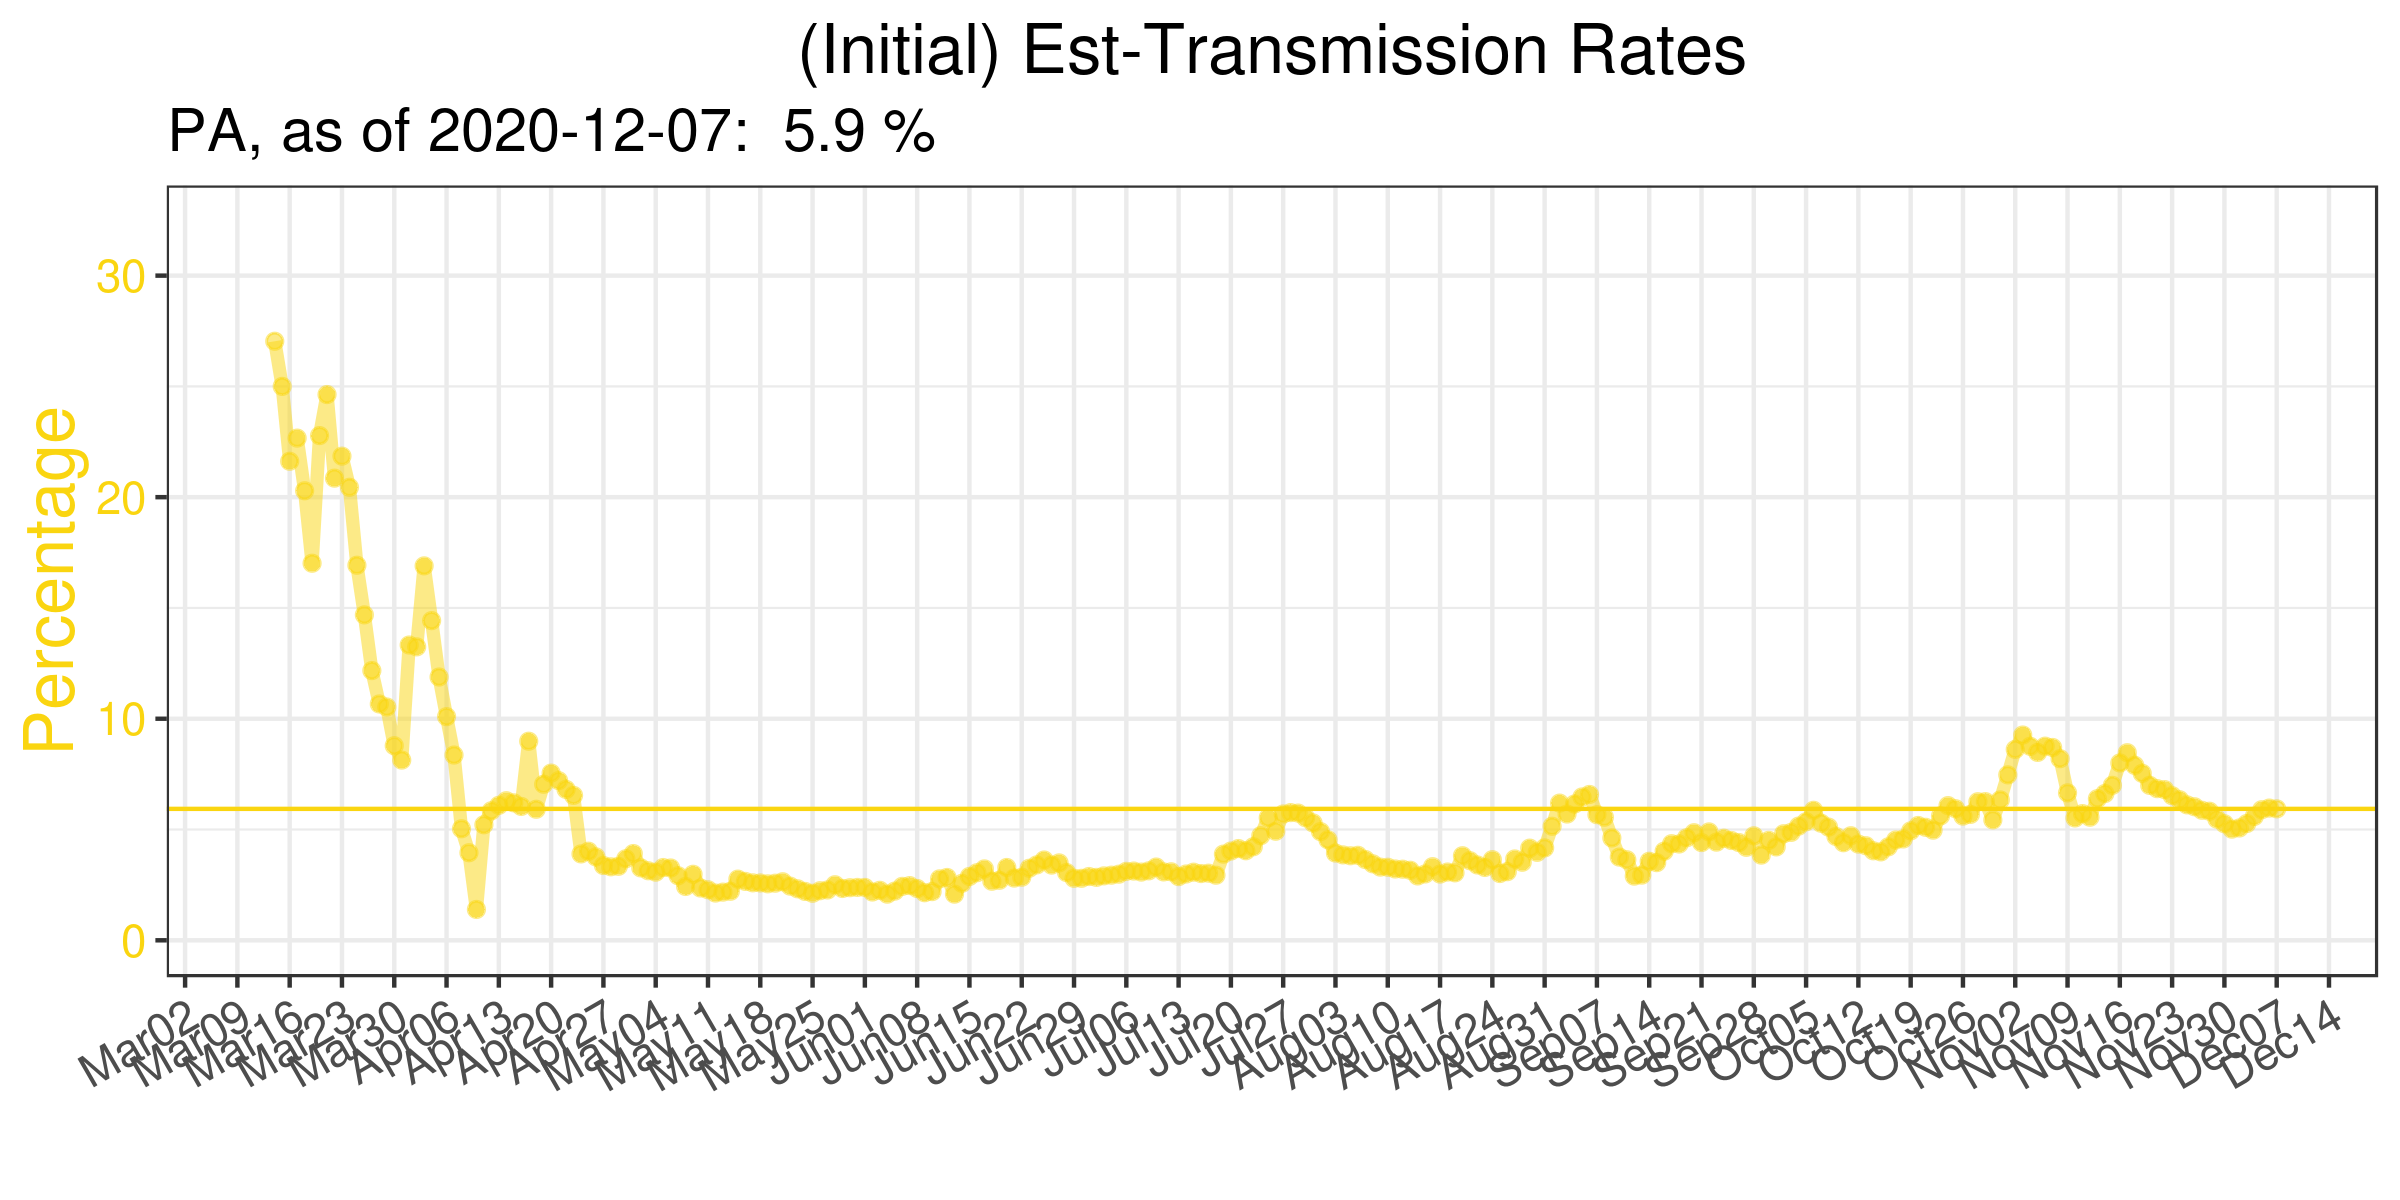 (Initial) Est-Transmission Rates
PA, as of 2020-12-07:  5.9 %
Percentage
30
20
10
0
Mar02
Mar09
Mar16
Mar23
Mar30
Apr06
Apr13
Apr20
Apr27
May04
May11
May18
May25
Jun01
Jun08
Jun15
Jun22
Jun29
Jul06
Jul13
Jul20
Jul27
Aug03
Aug10
Aug17
Aug24
Aug31
Sep07
Sep14
Sep21
Sep28
Oct05
Oct12
Oct19
Oct26
Nov02
Nov09
Nov16
Nov23
Nov30
Dec07
Dec14